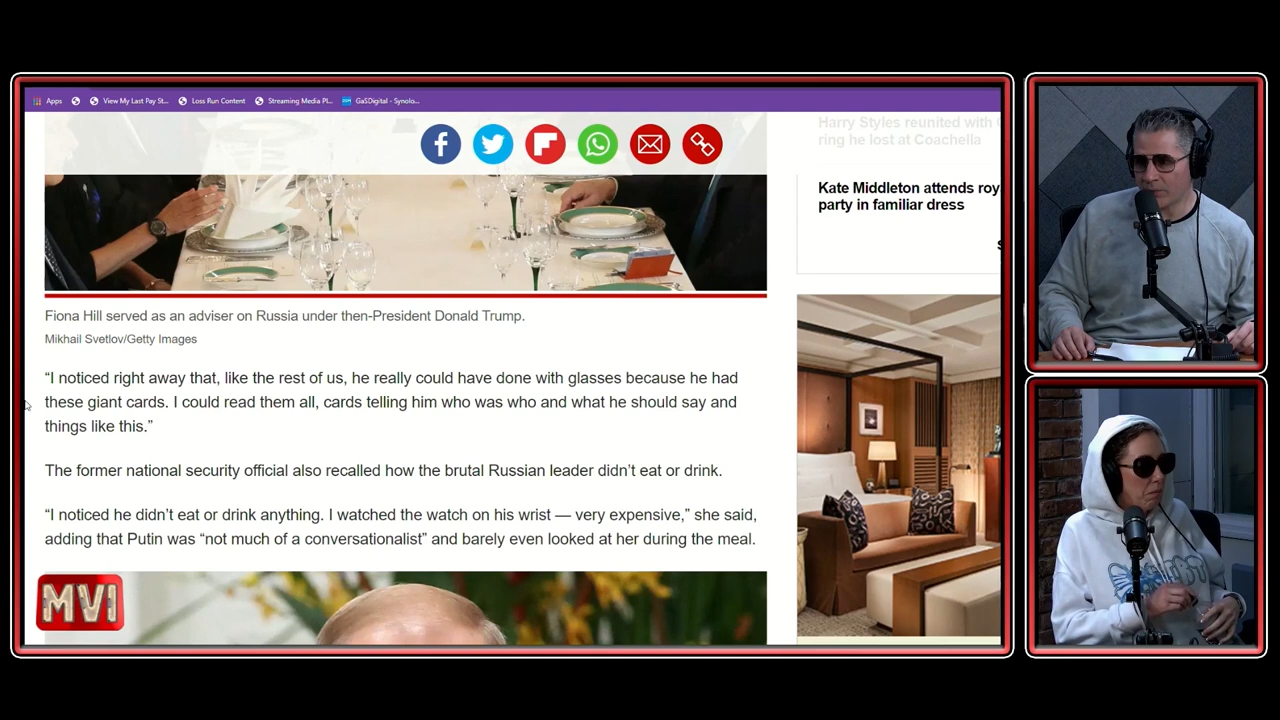 Apps
View My Last Pay St...
Loss Run Content
Streaming Media Pl...
GaSDigital - Synolo...
Harry Styles reunited with
ring he lost at Coachella
Kate Middleton attends roy
party in familiar dress
Fiona Hill served as an adviser on Russia under then-President Donald Trump.
Mikhail Svetlov/Getty Images
“I noticed right away that, like the rest of us, he really could have done with glasses because he had
these giant cards. I could read them all, cards telling him who was who and what he should say and
things like this.”
The former national security official also recalled how the brutal Russian leader didn’t eat or drink.
“I noticed he didn’t eat or drink anything. I watched the watch on his wrist — very expensive,” she said,
adding that Putin was “not much of a conversationalist” and barely even looked at her during the meal.
MVI